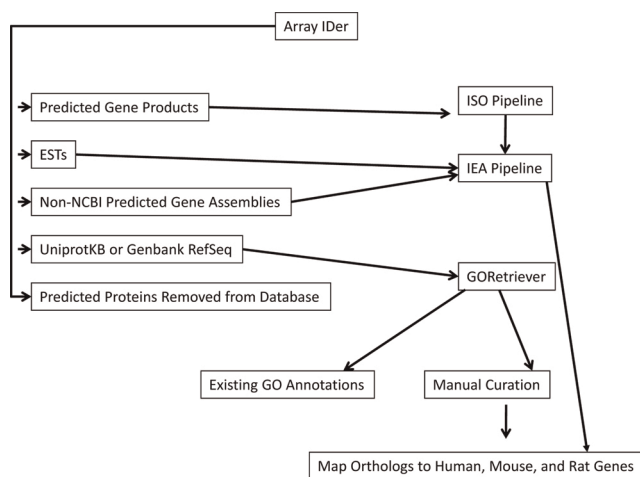 Array IDer
Predicted Gene Products
ISO Pipeline
ESTs
IEA Pipeline
Non-NCBI Predicted Gene Assemblies
UniprotKB or Genbank RefSeq
GORetriever
Predicted Proteins Removed from Database
Existing GO Annotations
Manual Curation
Map Orthologs to Human, Mouse, and Rat Genes